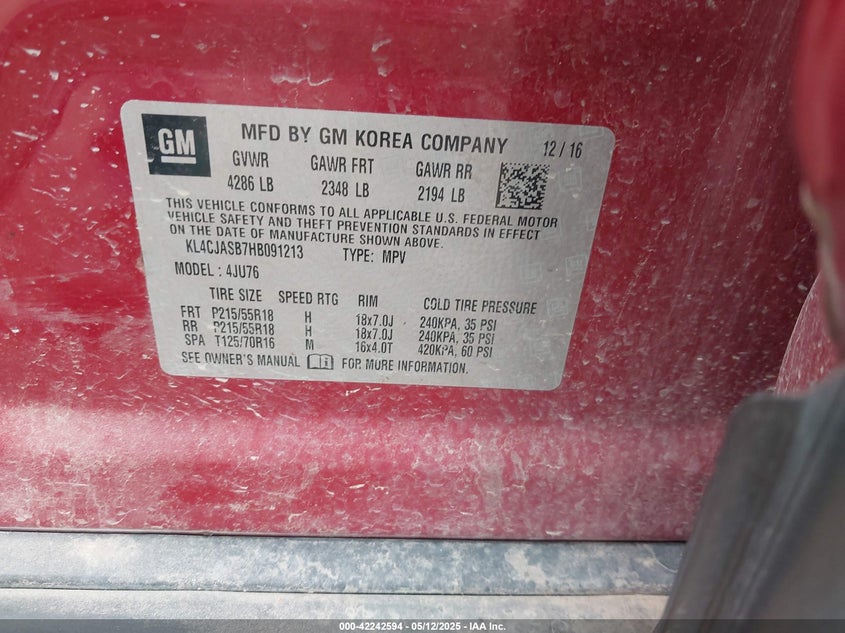 GM MFD BY GM KOREA COMPANY 12/16
GVWR GAWR FRT GAWR RR
4286 LB 2348 LB 2194 LB
THIS VEHICLE CONFORMS TO ALL APPLICABLE U.S. FEDERAL MOTOR
VEHICLE SAFETY AND THEFT PREVENTION STANDARDS IN EFFECT
ON THE DATE OF MANUFACTURE SHOWN ABOVE.
KL4CJASB7HB091213 TYPE: MPV
MODEL : 4JU76
TIRE SIZE SPEED RTG RIM COLD TIRE PRESSURE
FRT P215/55R18 H 18x7.0J 240KPA, 35 PSI
RR P215/55R18 H 18x7.0J 240KPA, 35 PSI
SPA T125/70R16 M 16x4.0T 420KPA, 60 PSI
SEE OWNER'S MANUAL FOR MORE INFORMATION.
000-42242594 - 05/12/2025 - IAA Inc.